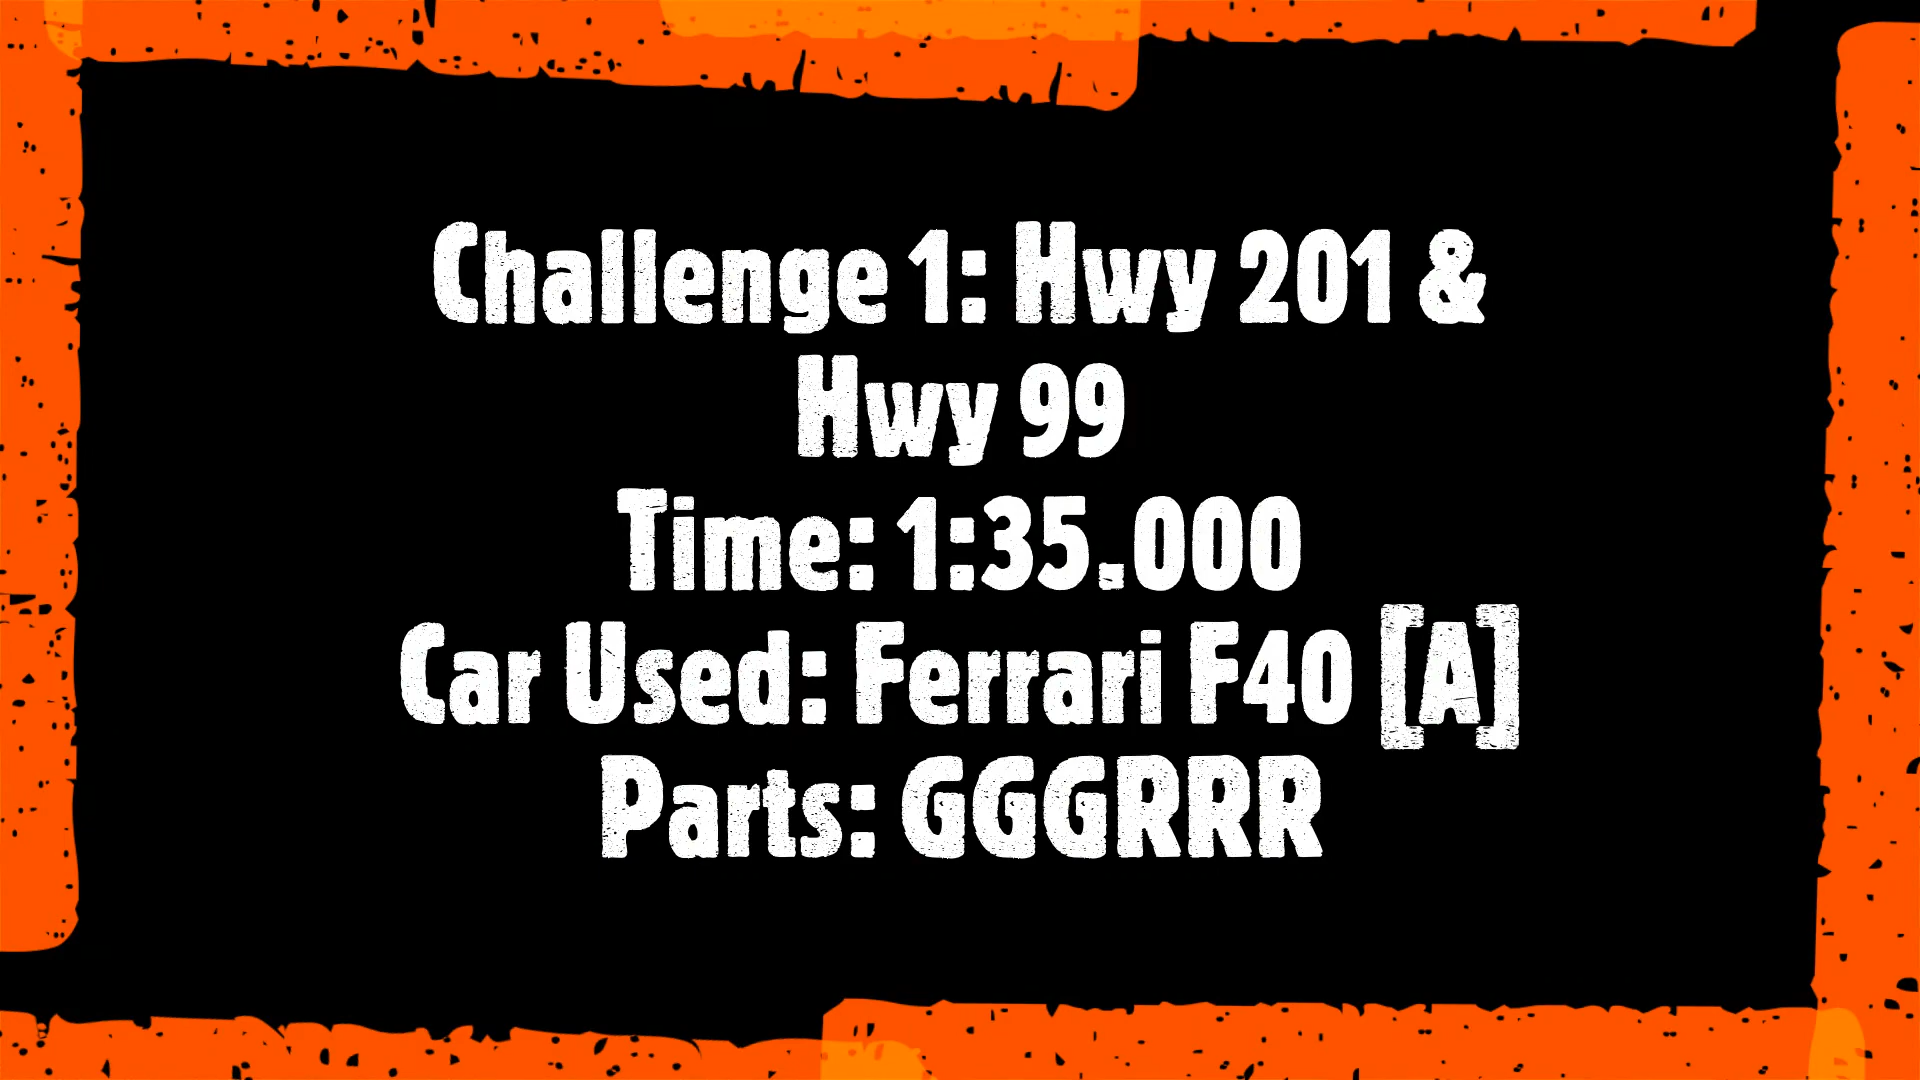 Challenge 1: Hwy 201 &
Hwy 99
Time: 1:35.000
Car Used: Ferrari F40 [A]
Parts: GGGRRR